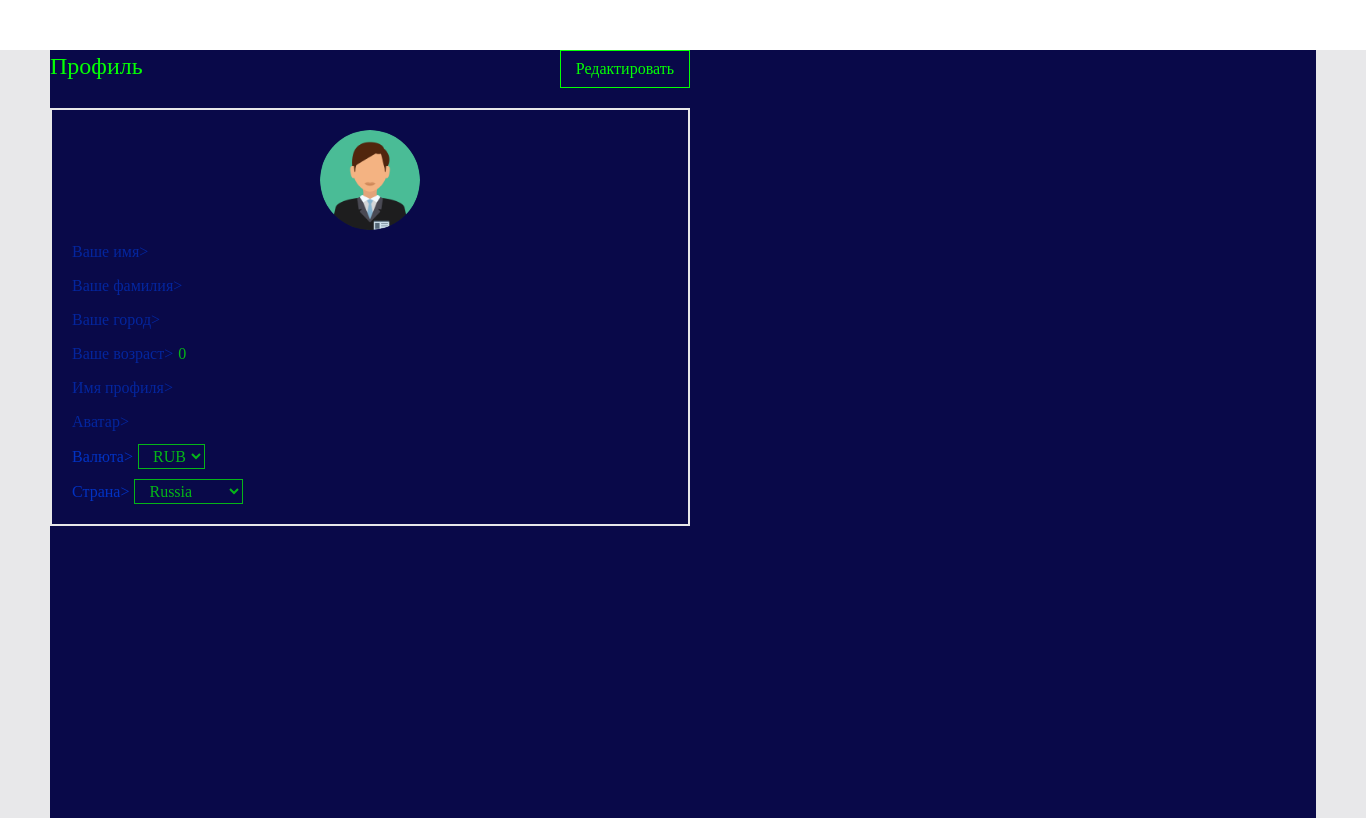 Профиль
Редактировать
Ваше имя>
Ваше фамилия>
Ваше город>
Ваше возраст> 0
Имя профиля>
Аватар>
Валюта> RUB
Страна> Russia